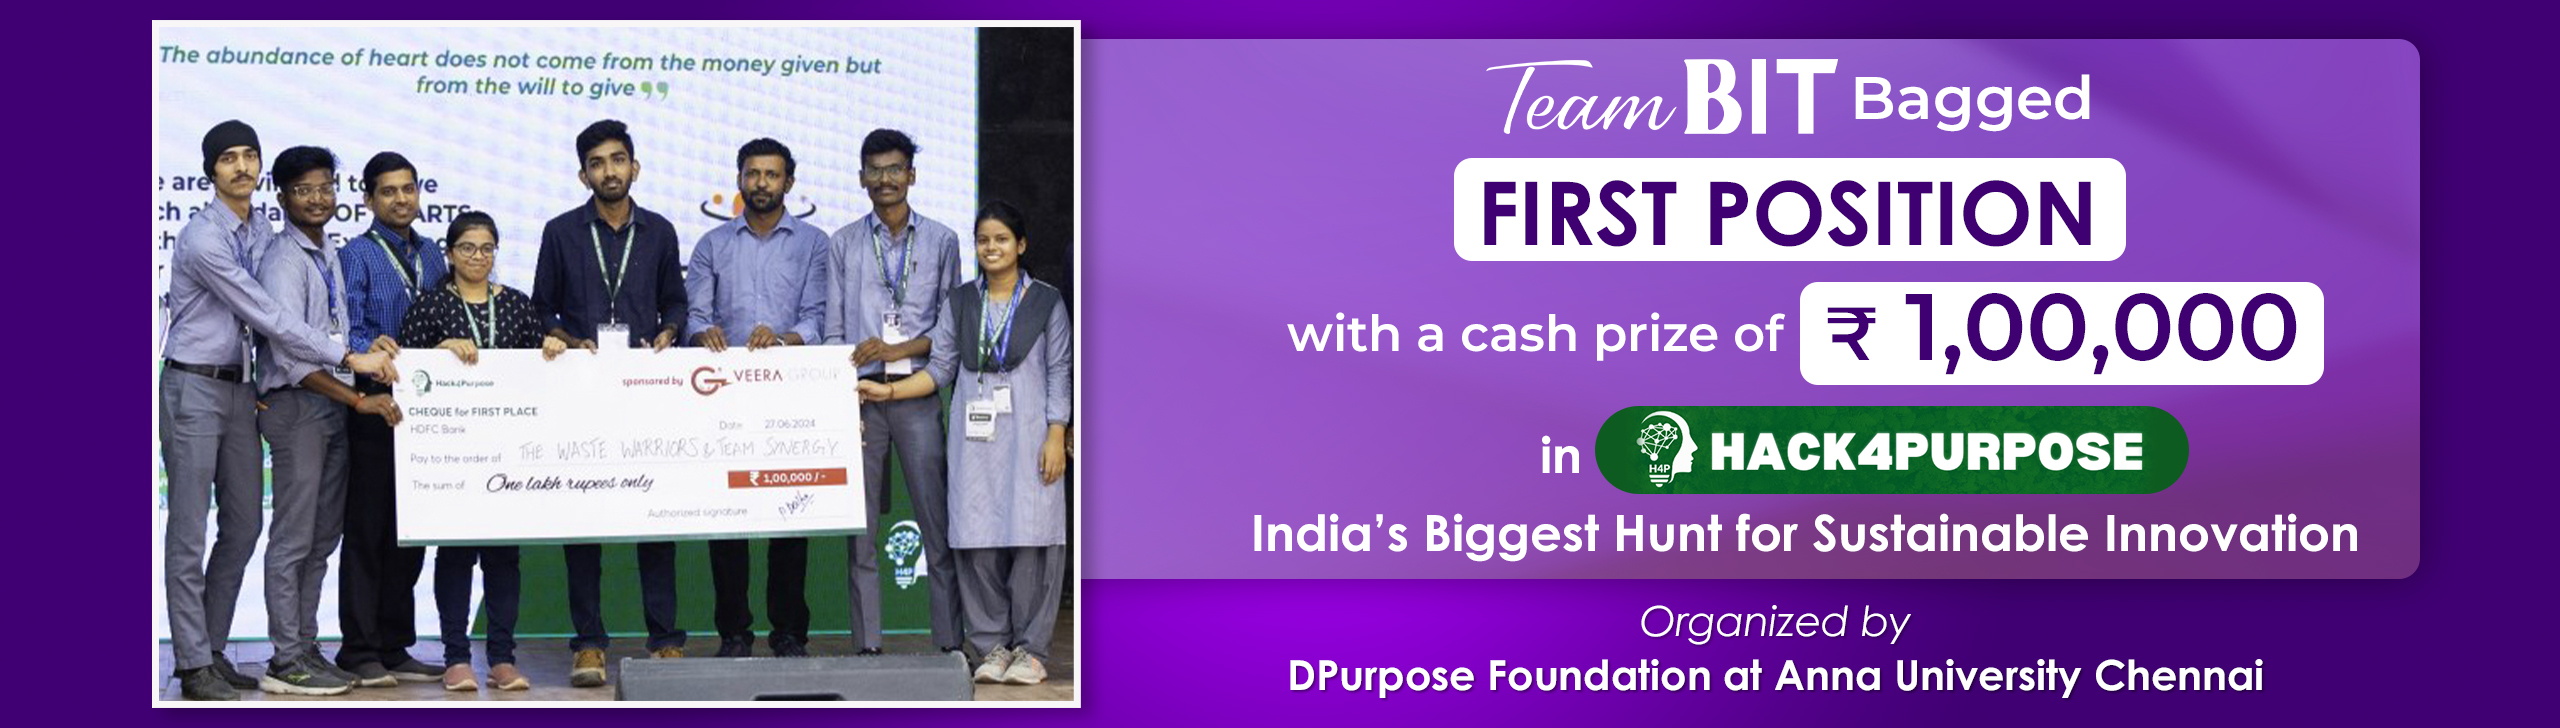 The abundance of heart does not come from the money given but
from the will to give ”
are
OF
Hack4Purpose
sponsored by G VEERA GROUP
CHEQUE for FIRST PLACE
HDFC Bank
Date 27.06.2024
Pay to the order of THE WASTE WARRIORS & TEAM SYNERGY
The sum of One lakh rupees only ₹ 1,00,000/-
Authorized signature
H4P
Team BIT Bagged
FIRST POSITION
with a cash prize of ₹ 1,00,000
in H4P HACK4PURPOSE
India’s Biggest Hunt for Sustainable Innovation
Organized by
DPurpose Foundation at Anna University Chennai